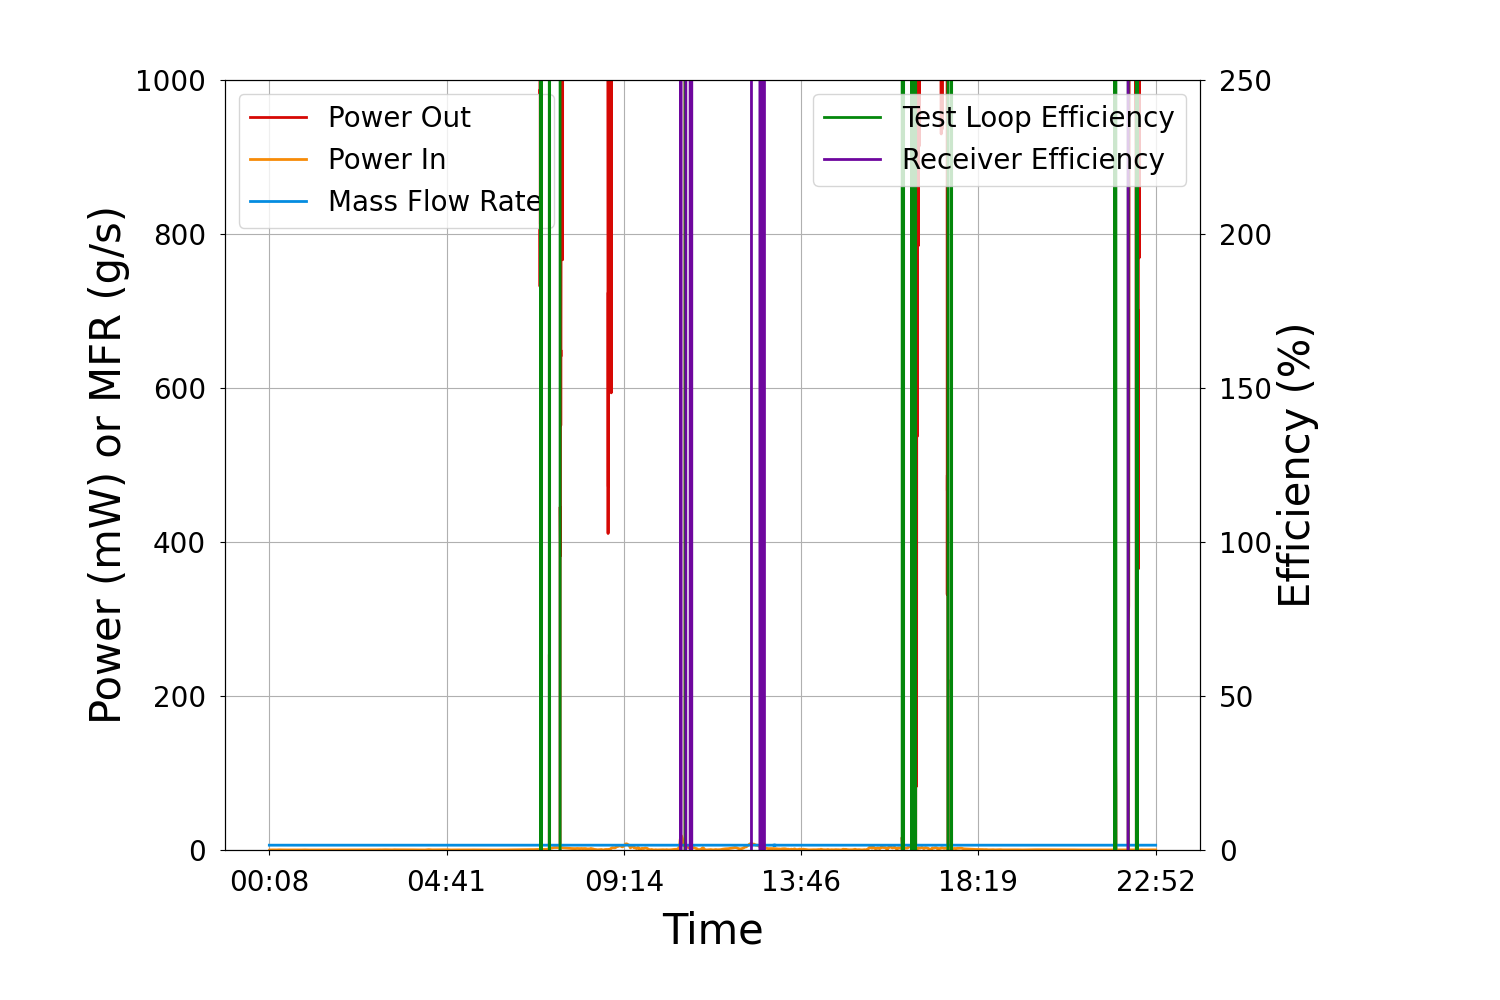 1000
800
600
400
200
0
Power (mW) or MFR (g/s)
Power Out
Power In
Mass Flow Rate
Test Loop Efficiency
Receiver Efficiency
250
200
150
100
50
0
Efficiency (%)
00:08 04:41 09:14 13:46 18:19 22:52
Time